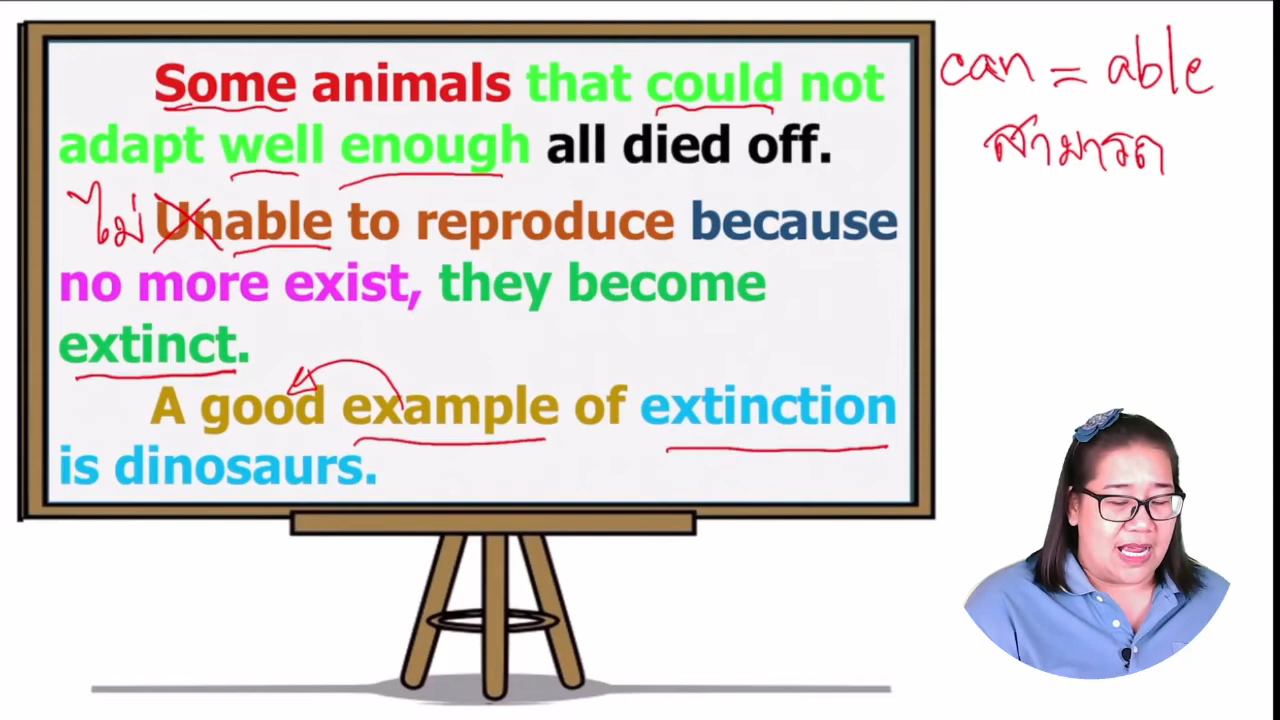 Some animals that could not
adapt well enough all died off.
ไม่ Unable to reproduce because
no more exist, they become
extinct.
A good example of extinction
is dinosaurs.
can = able
สามารถ